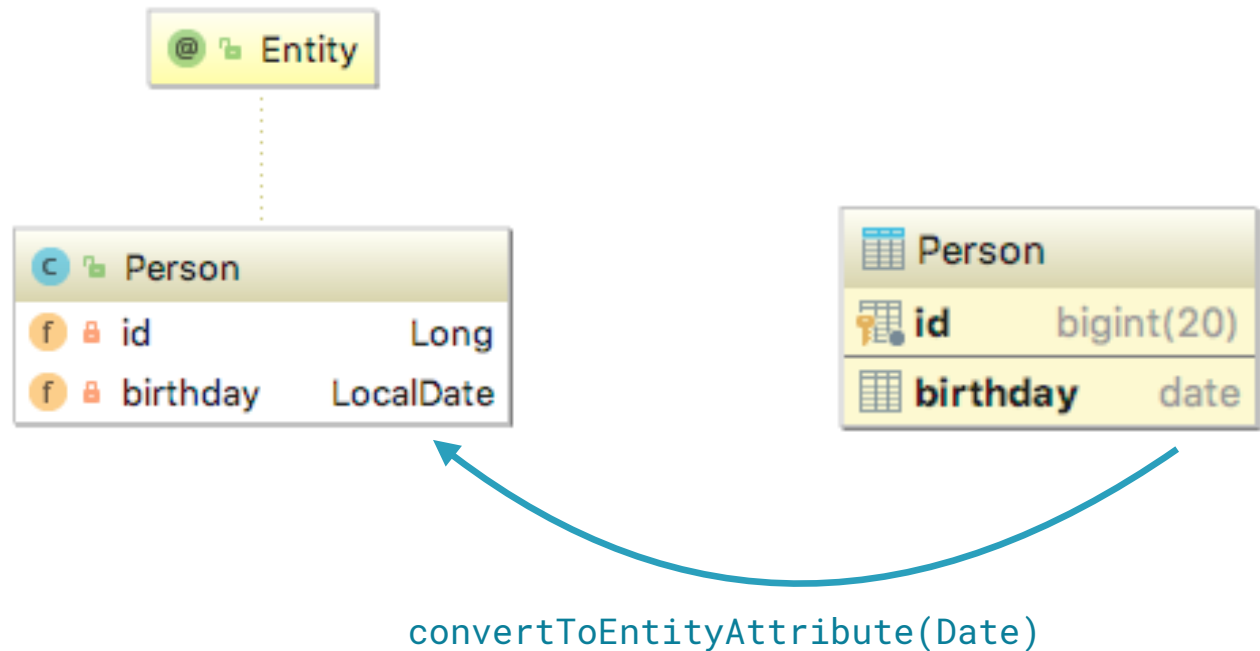 @ Entity
C Person
f id Long
f birthday LocalDate
Person
id bigint(20)
birthday date
convertToEntityAttribute(Date)